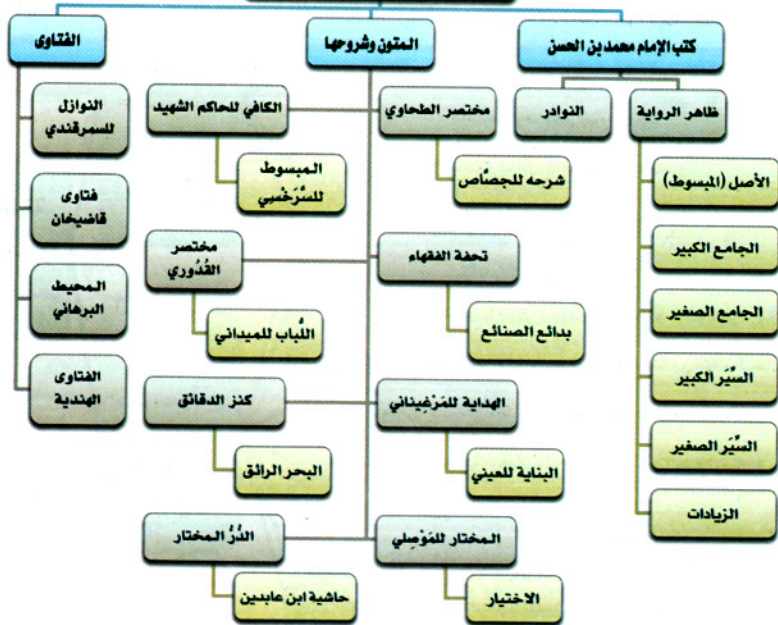 كتب الإمام محمد بن الحسن
المتون وشروحها
الفتاوى
ظاهر الرواية
النوادر
الأصل (المبسوط)
الجامع الكبير
الجامع الصغير
السِّيَر الكبير
السِّيَر الصغير
الزيادات
مختصر الطحاوي
شرحه للجصَّاص
الكافي للحاكم الشهيد
المبسوط
للسَّرَخْسِي
تحفة الفقهاء
بدائع الصنائع
مختصر
القُدُوري
اللُّباب للميداني
الهداية للمَرْغِيناني
البناية للعيني
كنز الدقائق
البحر الرائق
المختار للمَوْصِلي
الاختيار
الدُّرُّ المختار
حاشية ابن عابدين
النوازل
للسمرقندي
فتاوى
قاضيخان
المحيط
البرهاني
الفتاوى
الهندية